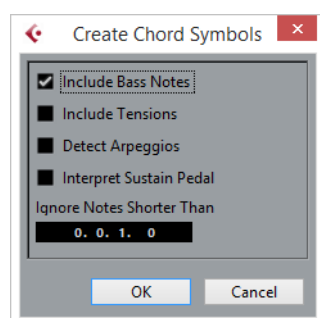 Create Chord Symbols
Include Bass Notes
Include Tensions
Detect Arpeggios
Interpret Sustain Pedal
Ignore Notes Shorter Than
0. 0. 1. 0
OK Cancel